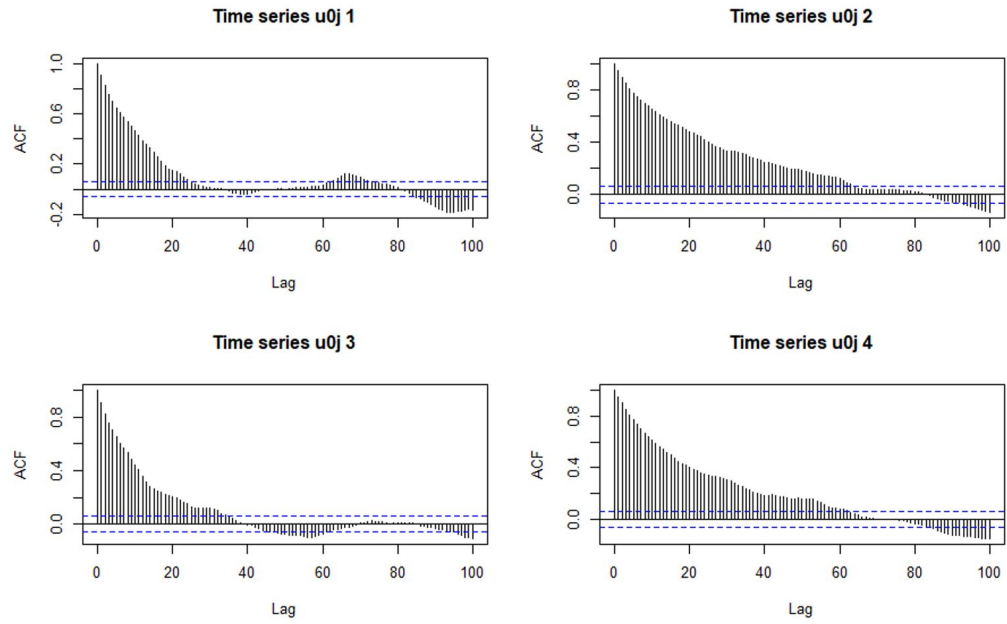 Time series u0j 1
ACF
-0.2 0.2 0.6 1.0
0 20 40 60 80 100
Lag
Time series u0j 2
ACF
0.0 0.4 0.8
0 20 40 60 80 100
Lag
Time series u0j 3
ACF
0.0 0.4 0.8
0 20 40 60 80 100
Lag
Time series u0j 4
ACF
0.0 0.4 0.8
0 20 40 60 80 100
Lag